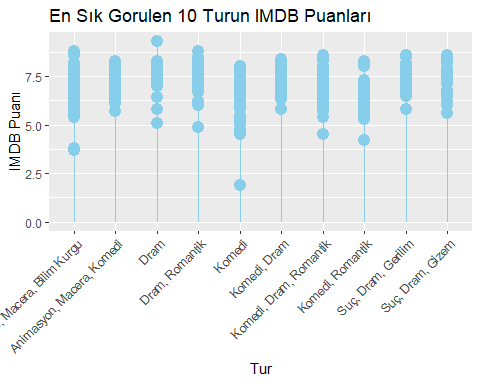 En Sık Gorulen 10 Turun IMDB Puanları
IMDB Puanı
7.5
5.0
2.5
0.0
, Macera, Bilim Kurgu
Animasyon, Macera, Komedi
Dram
Dram, Romantik
Komedi
Komedi, Dram
Komedi, Dram, Romantik
Komedi, Romantik
Suç, Dram, Gerilim
Suç, Dram, Gizem
Tur